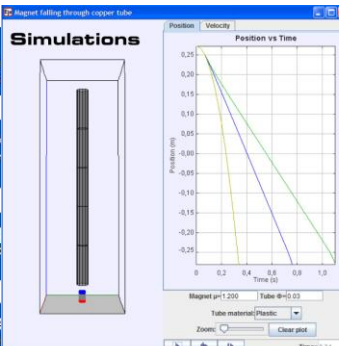 Magnet falling through copper tube
Simulations
Position Velocity
Position vs Time
0,25
0,20
0,15
0,10
0,05
0,00
-0,05
-0,10
-0,15
-0,20
-0,25
Position (m)
0 0,2 0,4 0,6 0,8 1,0
Time (s)
Magnet μ= 1.200 Tube Φ= 0.03
Tube material: Plastic
Zoom: Clear plot